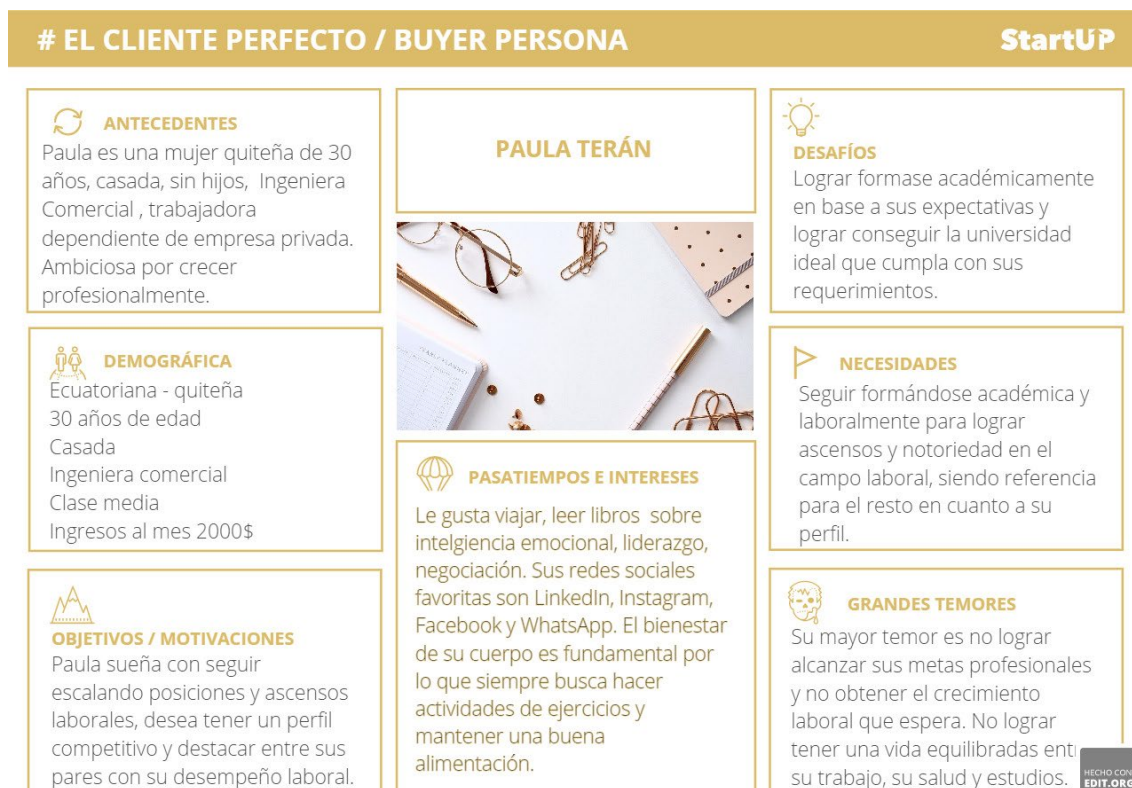 # EL CLIENTE PERFECTO / BUYER PERSONA
StartUP
ANTECEDENTES
Paula es una mujer quiteña de 30
años, casada, sin hijos, Ingeniera
Comercial , trabajadora
dependiente de empresa privada.
Ambiciosa por crecer
profesionalmente.
DEMOGRÁFICA
Ecuatoriana - quiteña
30 años de edad
Casada
Ingeniera comercial
Clase media
Ingresos al mes 2000$
OBJETIVOS / MOTIVACIONES
Paula sueña con seguir
escalando posiciones y ascensos
laborales, desea tener un perfil
competitivo y destacar entre sus
pares con su desempeño laboral.
PAULA TERÁN
PASATIEMPOS E INTERESES
Le gusta viajar, leer libros sobre
intelgiencia emocional, liderazgo,
negociación. Sus redes sociales
favoritas son LinkedIn, Instagram,
Facebook y WhatsApp. El bienestar
de su cuerpo es fundamental por
lo que siempre busca hacer
actividades de ejercicios y
mantener una buena
alimentación.
DESAFÍOS
Lograr formase académicamente
en base a sus expectativas y
lograr conseguir la universidad
ideal que cumpla con sus
requerimientos.
NECESIDADES
Seguir formándose académica y
laboralmente para lograr
ascensos y notoriedad en el
campo laboral, siendo referencia
para el resto en cuanto a su
perfil.
GRANDES TEMORES
Su mayor temor es no lograr
alcanzar sus metas profesionales
y no obtener el crecimiento
laboral que espera. No lograr
tener una vida equilibradas
su trabajo, su salud y estudios.
HECHO CON
EDIT.ORG